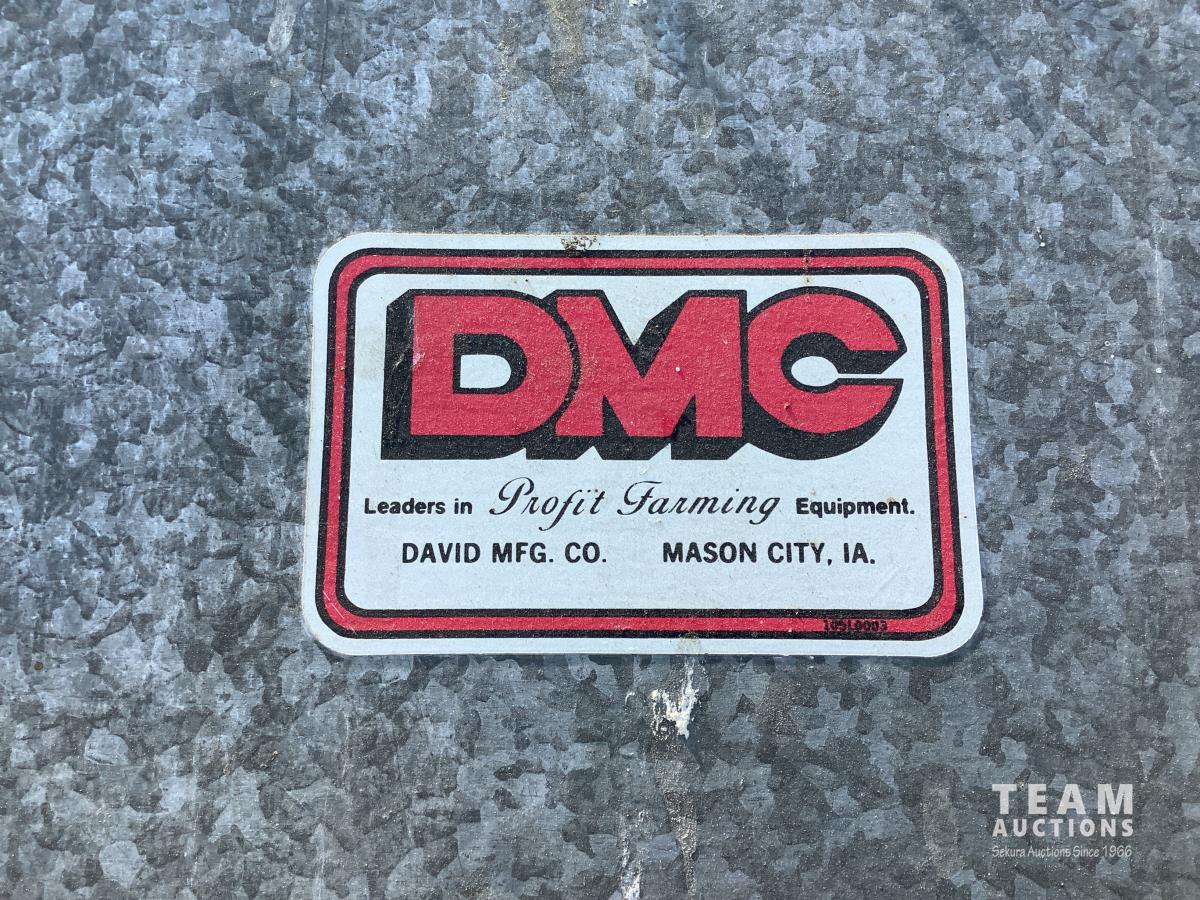 DMC
Leaders in Profit Farming Equipment.
DAVID MFG. CO. MASON CITY, IA.
TEAM
AUCTIONS
Sekura Auctions Since 1966